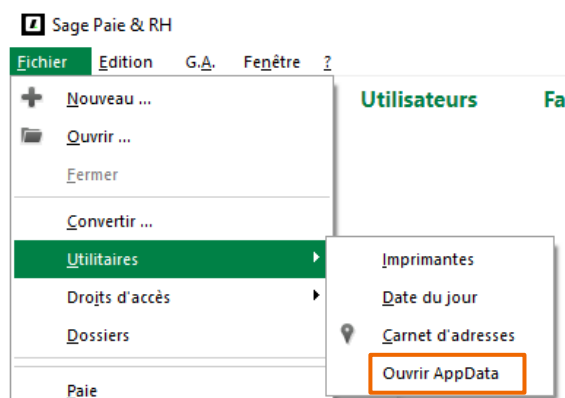 Sage Paie & RH
Fichier Edition G.A. Fenêtre ?
Nouveau ...
Ouvrir ...
Fermer
Convertir ...
Utilitaires
Droits d'accès
Dossiers
Paie
Utilisateurs Fa
Imprimantes
Date du jour
Carnet d'adresses
Ouvrir AppData